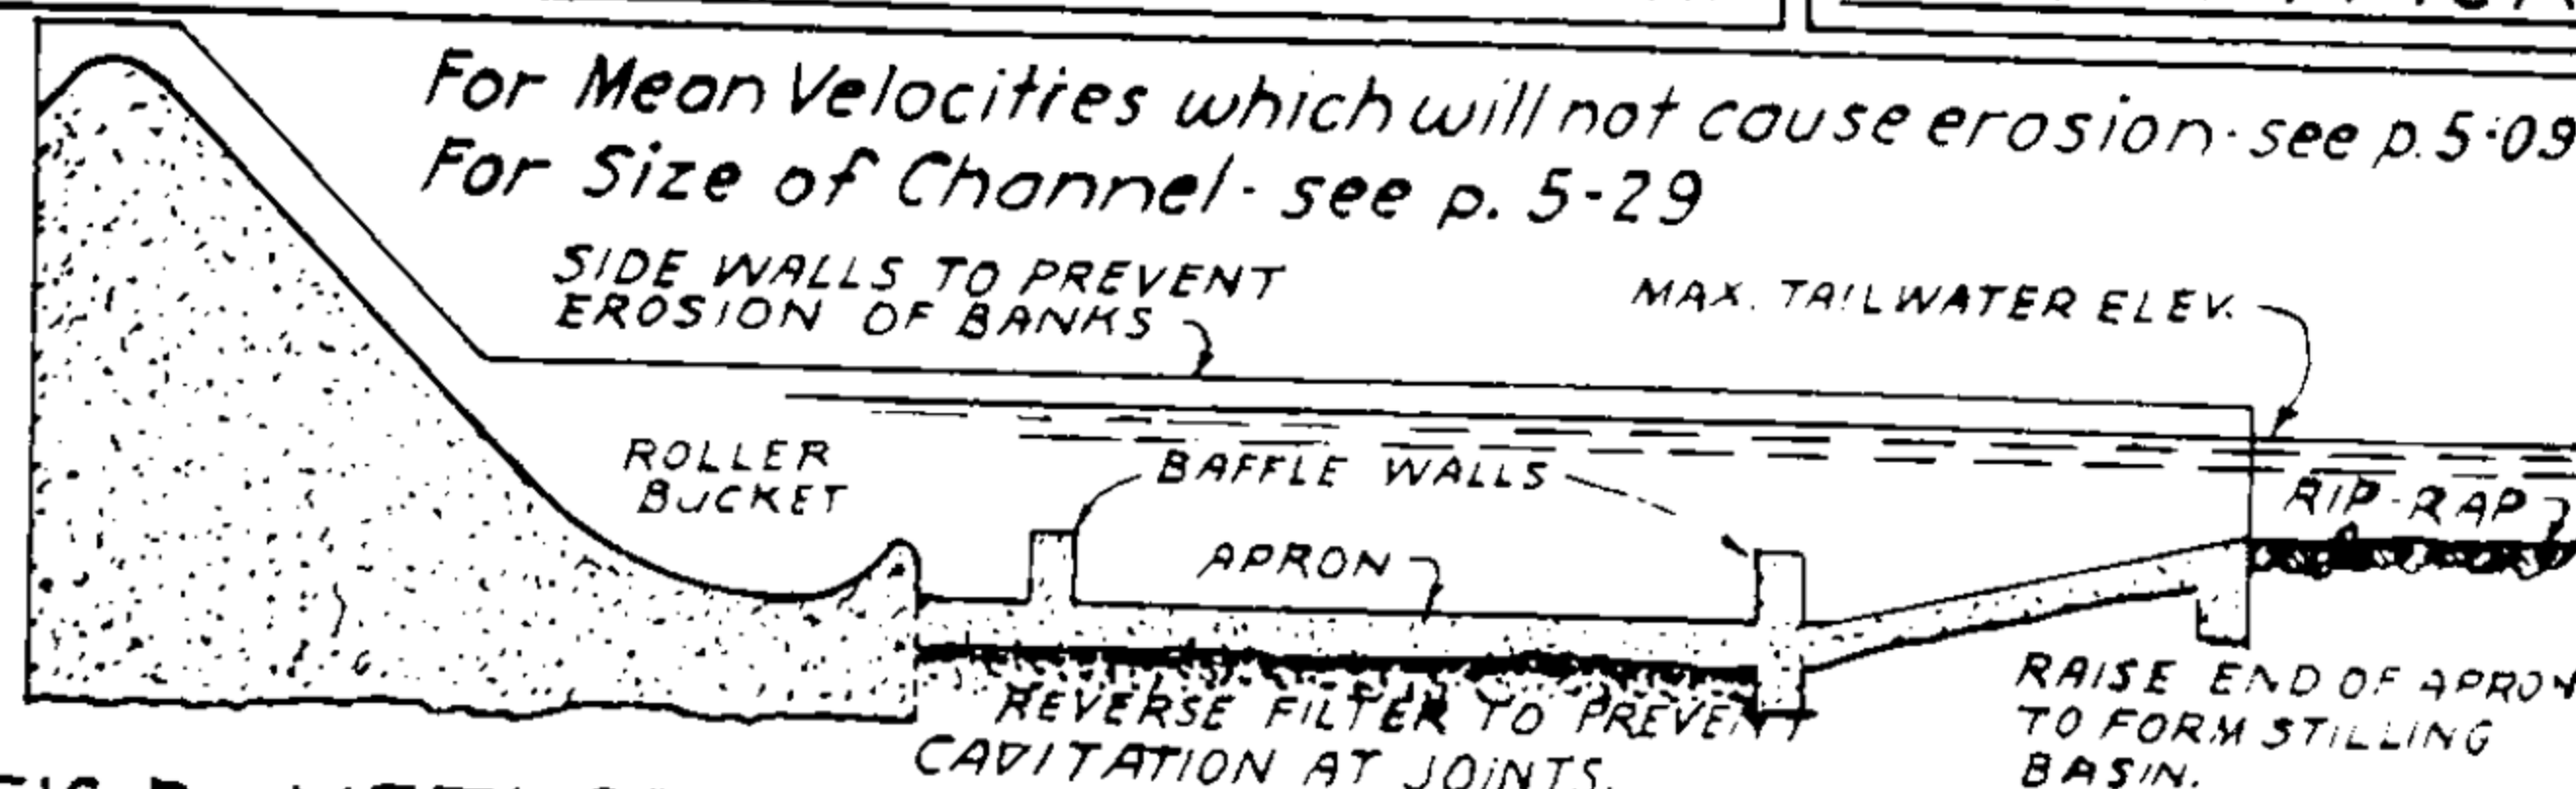 For Mean Velocities which will not cause erosion - see p. 5-09
For Size of Channel - see p. 5-29
SIDE WALLS TO PREVENT
EROSION OF BANKS
MAX. TAILWATER ELEV.
ROLLER
BUCKET
BAFFLE WALLS
RIP-RAP
APRON
REVERSE FILTER TO PREVENT
CAVITATION AT JOINTS.
RAISE END OF APRON
TO FORM STILLING
BASIN.